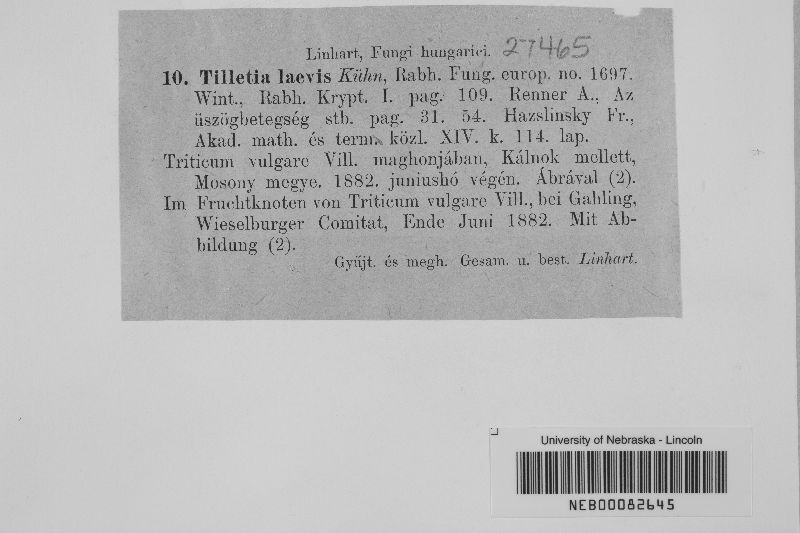 Linhart, Fungi hungarici. 27465
10. Tilletia laevis Kühn, Rabh. Fung. europ. no. 1697.
Wint., Rabh. Krypt. I. pag. 109. Renner A., Az
üszögbetegség stb. pag. 31. 54. Hazslinsky Fr.,
Akad. math. és term. közl. XIV. k. 114. lap.
Triticum vulgare Vill. maghonjában, Kálnok mellett,
Mosony megye. 1882. juniushó végén. Ábrával (2).
Im Fruchtknoten von Triticum vulgare Vill., bei Gahling,
Wieselburger Comitat, Ende Juni 1882. Mit Ab-
bildung (2).
Gyüjt. és megh. Gesam. u. best. Linhart.
University of Nebraska - Lincoln
NEB00082645